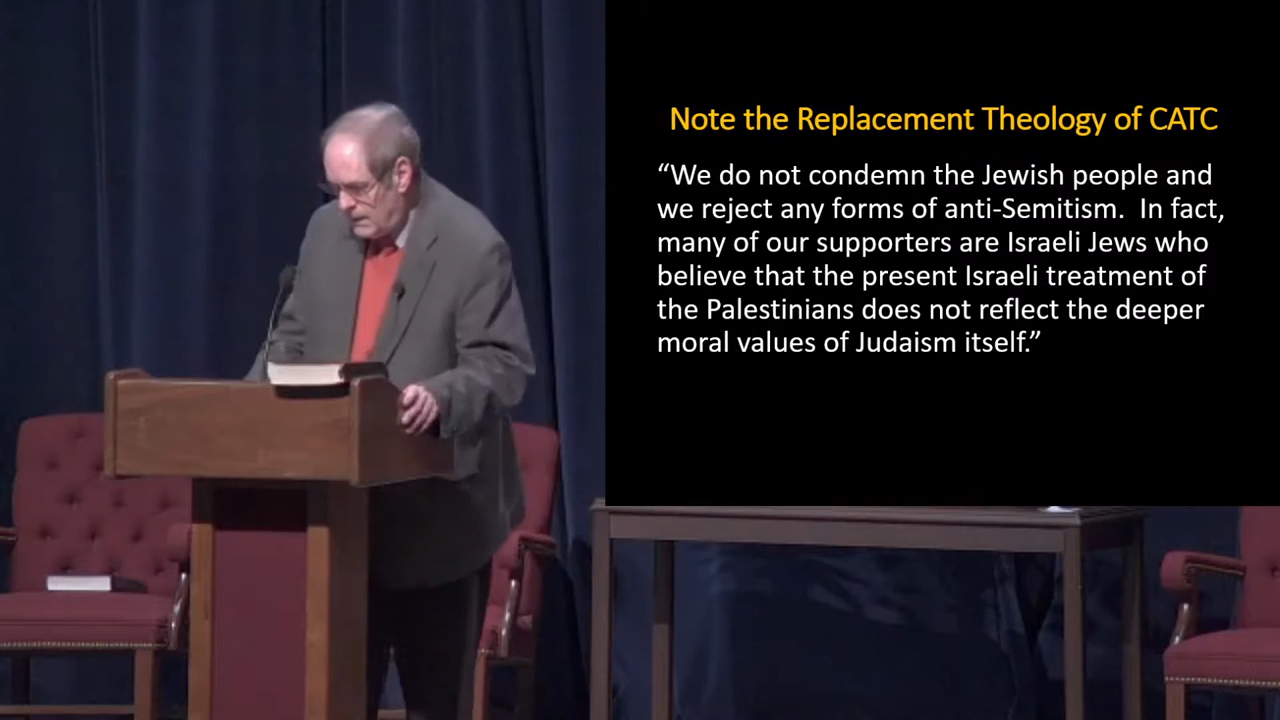 Note the Replacement Theology of CATC
“We do not condemn the Jewish people and
we reject any forms of anti-Semitism.  In fact,
many of our supporters are Israeli Jews who
believe that the present Israeli treatment of
the Palestinians does not reflect the deeper
moral values of Judaism itself.”